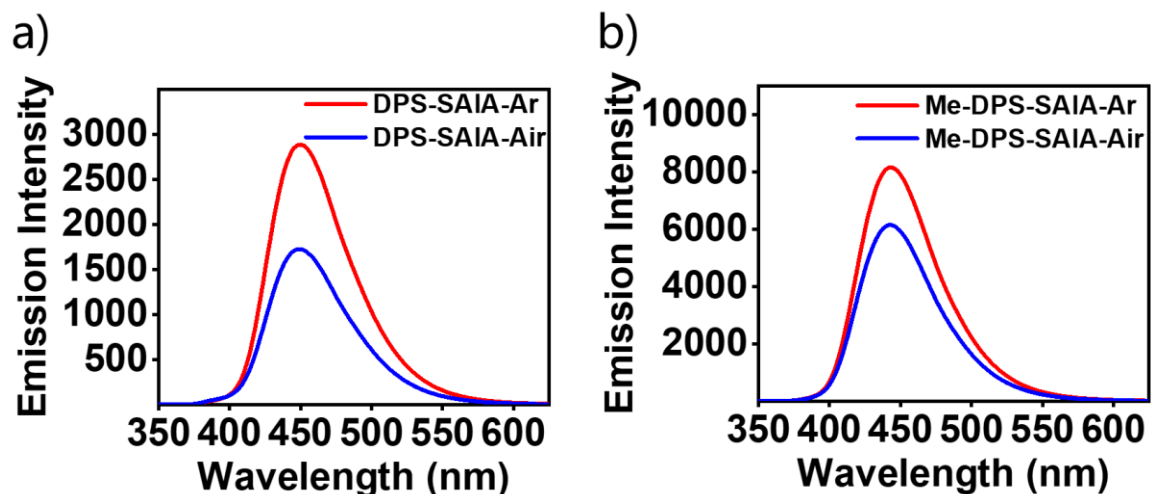 a)
Emission Intensity
3000
2500
2000
1500
1000
500
DPS-SAIA-Ar
DPS-SAIA-Air
350 400 450 500 550 600
Wavelength (nm)
b)
Emission Intensity
10000
8000
6000
4000
2000
Me-DPS-SAIA-Ar
Me-DPS-SAIA-Air
350 400 450 500 550 600
Wavelength (nm)